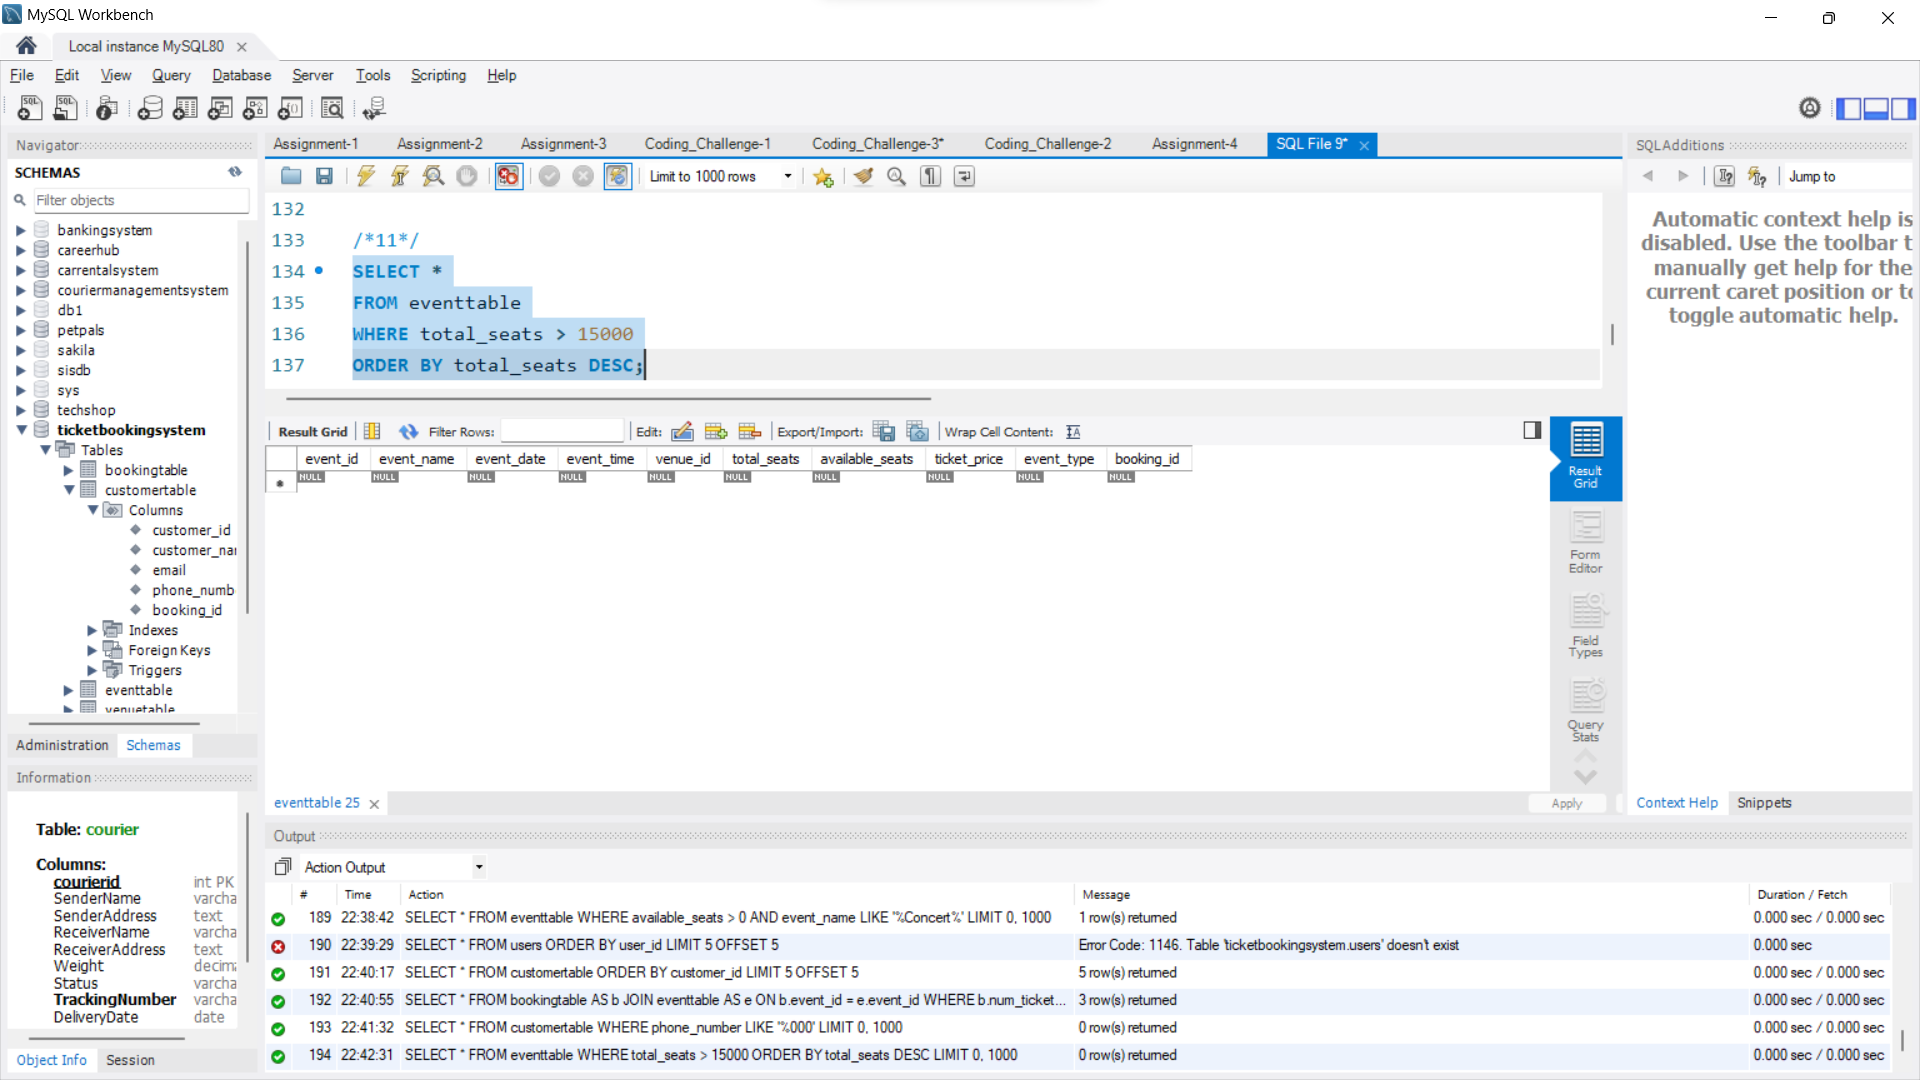 MySQL Workbench
Local instance MySQL80
File Edit View Query Database Server Tools Scripting Help
Navigator
SCHEMAS
Filter objects
bankingsystem
careerhub
carrentalsystem
couriermanagementsystem
db1
petpals
sakila
sisdb
sys
techshop
ticketbookingsystem
Tables
bookingtable
customertable
Columns
customer_id
customer_nai
email
phone_numb
booking_id
Indexes
Foreign Keys
Triggers
eventtable
venuetable
Administration Schemas
Information
Table: courier
Columns:
courierid int PK
SenderName varcha
SenderAddress text
ReceiverName varcha
ReceiverAddress text
Weight decim
Status varcha
TrackingNumber varcha
DeliveryDate date
Object Info Session
Assignment-1 Assignment-2 Assignment-3 Coding_Challenge-1 Coding_Challenge-3* Coding_Challenge-2 Assignment-4 SQL File 9*
Limit to 1000 rows
132
133 /*11*/
134 SELECT *
135 FROM eventtable
136 WHERE total_seats > 15000
137 ORDER BY total_seats DESC;
Result Grid Filter Rows: Edit: Export/Import: Wrap Cell Content:
event_id event_name event_date event_time venue_id total_seats available_seats ticket_price event_type booking_id
NULL NULL NULL NULL NULL NULL NULL NULL NULL NULL
Result Grid
Form Editor
Field Types
Query Stats
eventtable 25
Apply
Output
Action Output
# Time Action Message Duration / Fetch
189 22:38:42 SELECT * FROM eventtable WHERE available_seats > 0 AND event_name LIKE '%Concert%' LIMIT 0, 1000 1 row(s) returned 0.000 sec / 0.000 sec
190 22:39:29 SELECT * FROM users ORDER BY user_id LIMIT 5 OFFSET 5 Error Code: 1146. Table 'ticketbookingsystem.users' doesn't exist 0.000 sec
191 22:40:17 SELECT * FROM customertable ORDER BY customer_id LIMIT 5 OFFSET 5 5 row(s) returned 0.000 sec / 0.000 sec
192 22:40:55 SELECT * FROM bookingtable AS b JOIN eventtable AS e ON b.event_id = e.event_id WHERE b.num_ticket... 3 row(s) returned 0.000 sec / 0.000 sec
193 22:41:32 SELECT * FROM customertable WHERE phone_number LIKE '%000' LIMIT 0, 1000 0 row(s) returned 0.000 sec / 0.000 sec
194 22:42:31 SELECT * FROM eventtable WHERE total_seats > 15000 ORDER BY total_seats DESC LIMIT 0, 1000 0 row(s) returned 0.000 sec / 0.000 sec
SQLAdditions
Jump to
Automatic context help is
disabled. Use the toolbar t
manually get help for the
current caret position or to
toggle automatic help.
Context Help Snippets